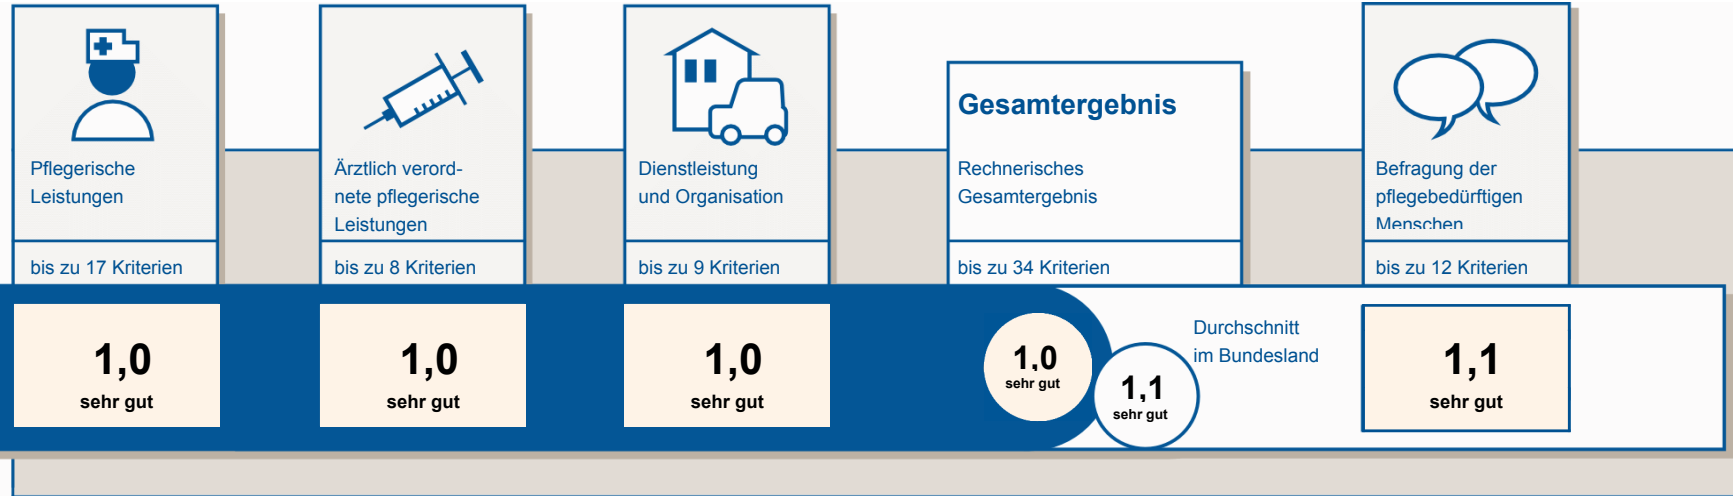 Pflegerische
Leistungen
bis zu 17 Kriterien
1,0
sehr gut
Ärztlich verord-
nete pflegerische
Leistungen
bis zu 8 Kriterien
1,0
sehr gut
Dienstleistung
und Organisation
bis zu 9 Kriterien
1,0
sehr gut
Gesamtergebnis
Rechnerisches
Gesamtergebnis
bis zu 34 Kriterien
1,0
sehr gut
1,1
sehr gut
Durchschnitt
im Bundesland
Befragung der
pflegebedürftigen
Menschen
bis zu 12 Kriterien
1,1
sehr gut